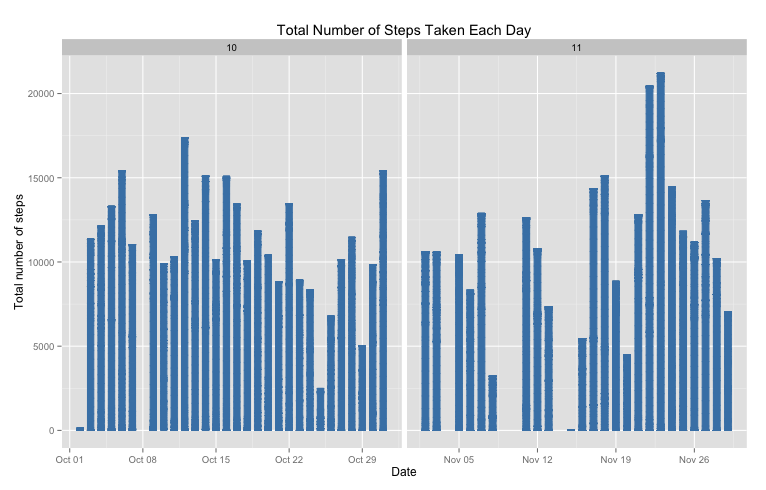 Total Number of Steps Taken Each Day
10 11
20000
15000
10000
5000
0
Total number of steps
Oct 01 Oct 08 Oct 15 Oct 22 Oct 29 Nov 05 Nov 12 Nov 19 Nov 26
Date